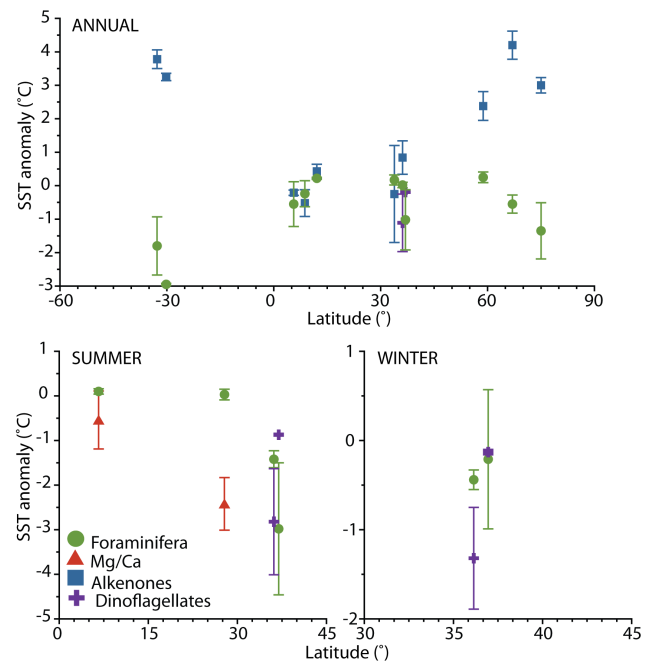 ANNUAL
SST anomaly (˚C)
5
4
3
2
1
0
-1
-2
-3
-60 -30 0 30 60 90
Latitude (˚)
SUMMER
SST anomaly (˚C)
1
0
-1
-2
-3
-4
-5
Foraminifera
Mg/Ca
Alkenones
Dinoflagellates
0 15 30 45
Latitude (˚)
WINTER
1
0
-1
-2
30 35 40 45
Latitude (˚)